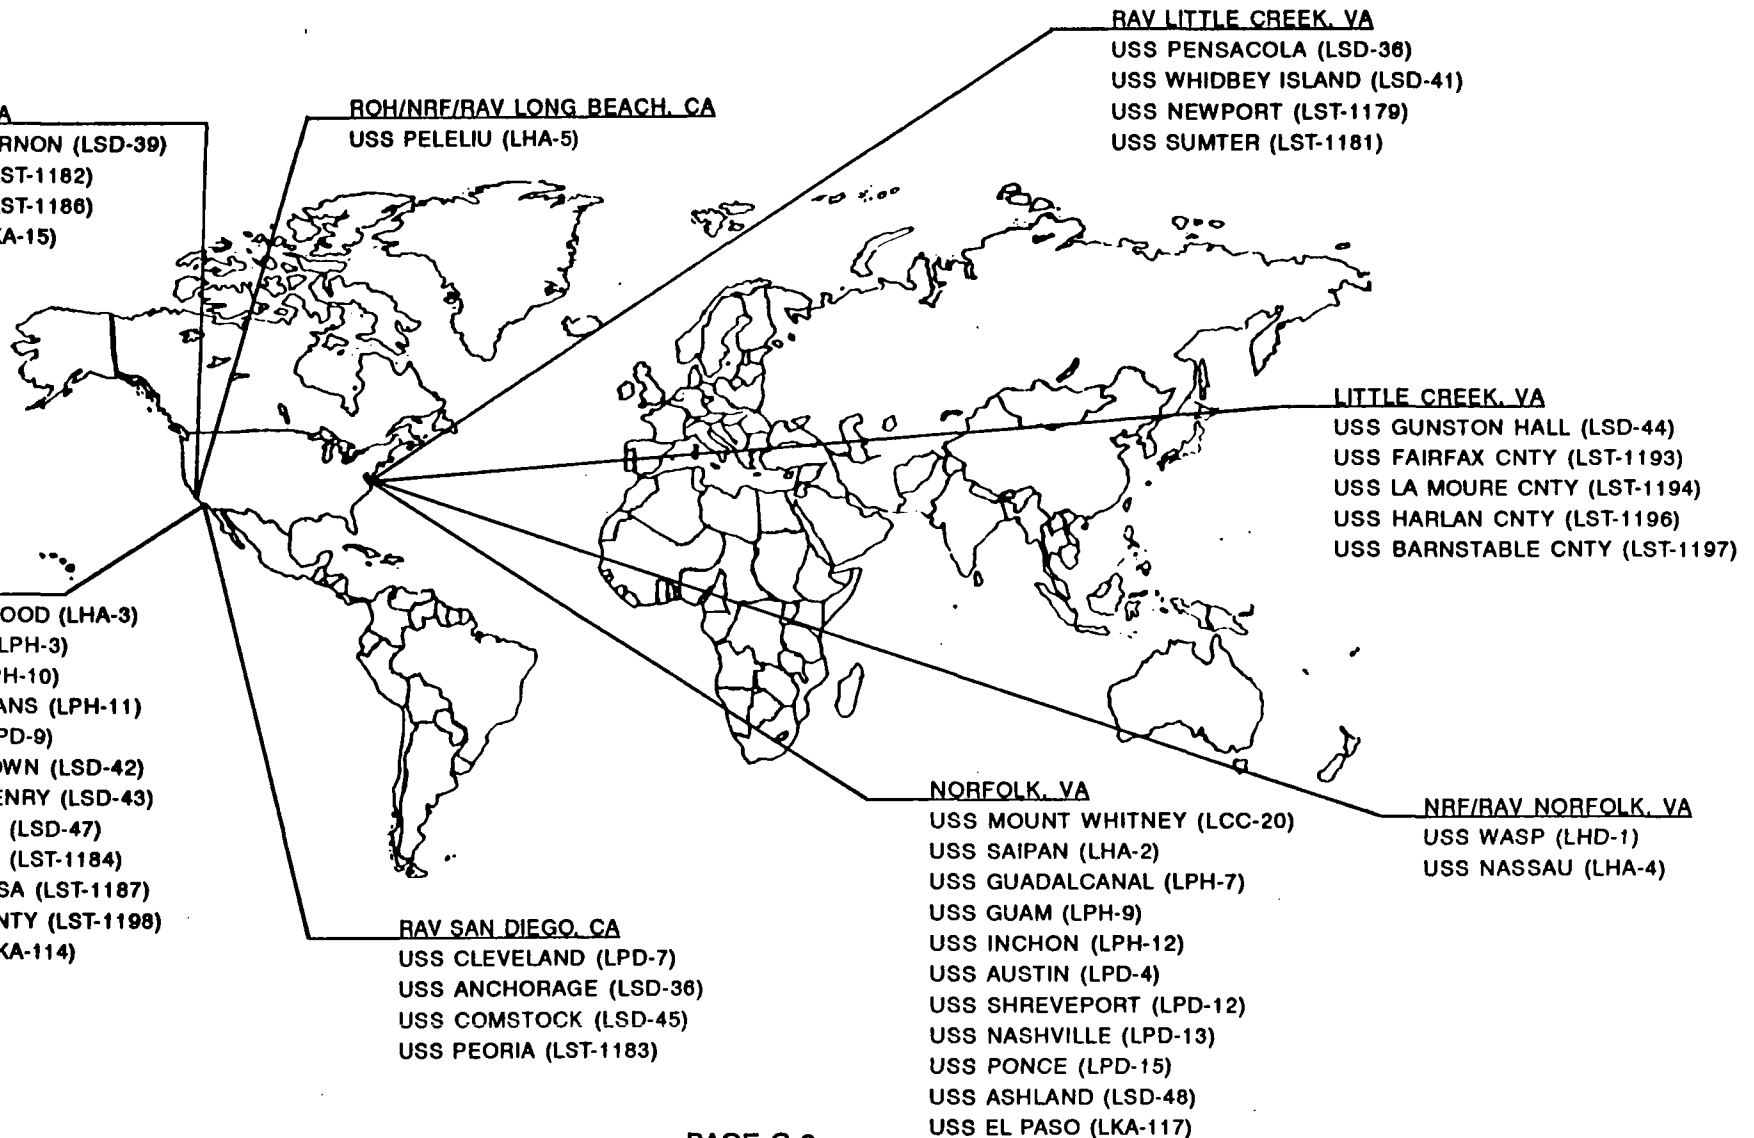 RAV LITTLE CREEK, VA
USS PENSACOLA (LSD-36)
USS WHIDBEY ISLAND (LSD-41)
USS NEWPORT (LST-1179)
USS SUMTER (LST-1181)
A
RNON (LSD-39)
ST-1182)
ST-1186)
KA-15)
ROH/NRF/RAV LONG BEACH, CA
USS PELELIU (LHA-5)
LITTLE CREEK, VA
USS GUNSTON HALL (LSD-44)
USS FAIRFAX CNTY (LST-1193)
USS LA MOURE CNTY (LST-1194)
USS HARLAN CNTY (LST-1196)
USS BARNSTABLE CNTY (LST-1197)
OOD (LHA-3)
LPH-3)
PH-10)
ANS (LPH-11)
PD-9)
OWN (LSD-42)
ENRY (LSD-43)
(LSD-47)
(LST-1184)
SA (LST-1187)
NTY (LST-1198)
KA-114)
RAV SAN DIEGO, CA
USS CLEVELAND (LPD-7)
USS ANCHORAGE (LSD-36)
USS COMSTOCK (LSD-45)
USS PEORIA (LST-1183)
NORFOLK, VA
USS MOUNT WHITNEY (LCC-20)
USS SAIPAN (LHA-2)
USS GUADALCANAL (LPH-7)
USS GUAM (LPH-9)
USS INCHON (LPH-12)
USS AUSTIN (LPD-4)
USS SHREVEPORT (LPD-12)
USS NASHVILLE (LPD-13)
USS PONCE (LPD-15)
USS ASHLAND (LSD-48)
USS EL PASO (LKA-117)
NRF/RAV NORFOLK, VA
USS WASP (LHD-1)
USS NASSAU (LHA-4)